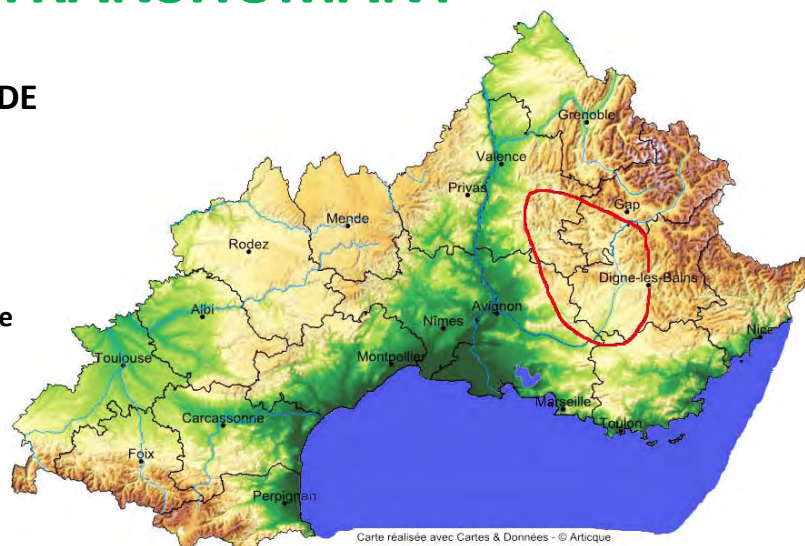 TRANSHUMANT
DE
Grenoble
Valence
Privas
Gap
Mende
Rodez
Digne-les-Bains
Albi
Avignon
Nîmes
e
Nice
Toulouse
Montpellier
Marseille
Carcassonne
Toulon
Foix
Perpignan
Carte réalisée avec Cartes & Données - © Articque